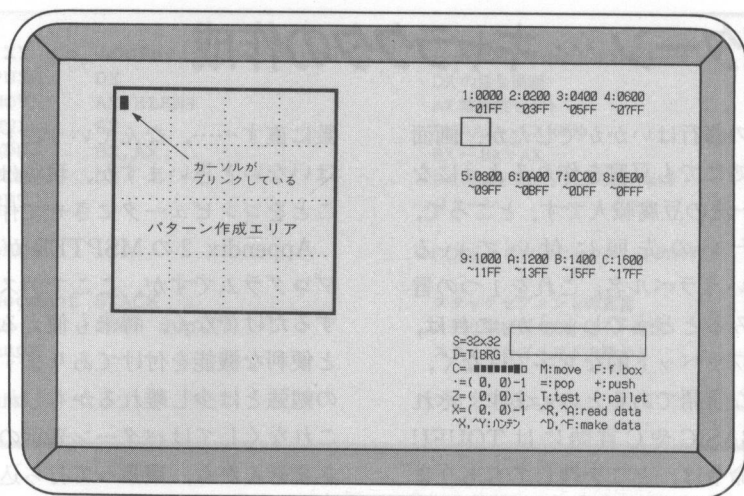 カーソルが
ブリンクしている
パターン作成エリア
1:0000 2:0200 3:0400 4:0600
~01FF ~03FF ~05FF ~07FF
5:0800 6:0A00 7:0C00 8:0E00
~09FF ~0BFF ~0DFF ~0FFF
9:1000 A:1200 B:1400 C:1600
~11FF ~13FF ~15FF ~17FF
S=32x32
D=T1BRG
C= ■■■■■■■□ M:move F:f.box
·=( 0, 0)-1 =:pop +:push
Z=( 0, 0)-1 T:test P:pallet
X=( 0, 0)-1 ^R,^A:read data
^X,^Y:ハンテン ^D,^F:make data